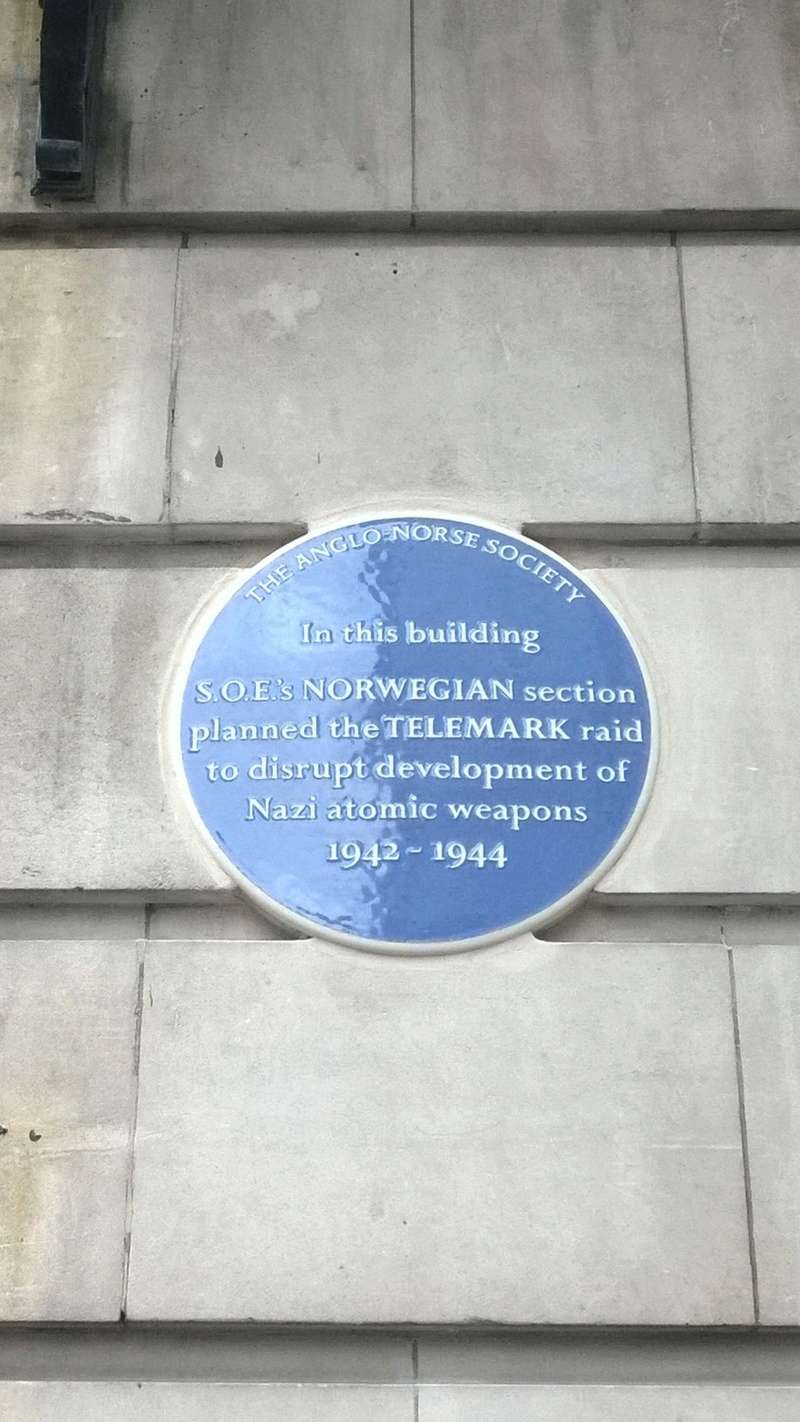 THE ANGLO-NORSE SOCIETY
In this building
S.O.E.'s NORWEGIAN section
planned the TELEMARK raid
to disrupt development of
Nazi atomic weapons
1942 - 1944